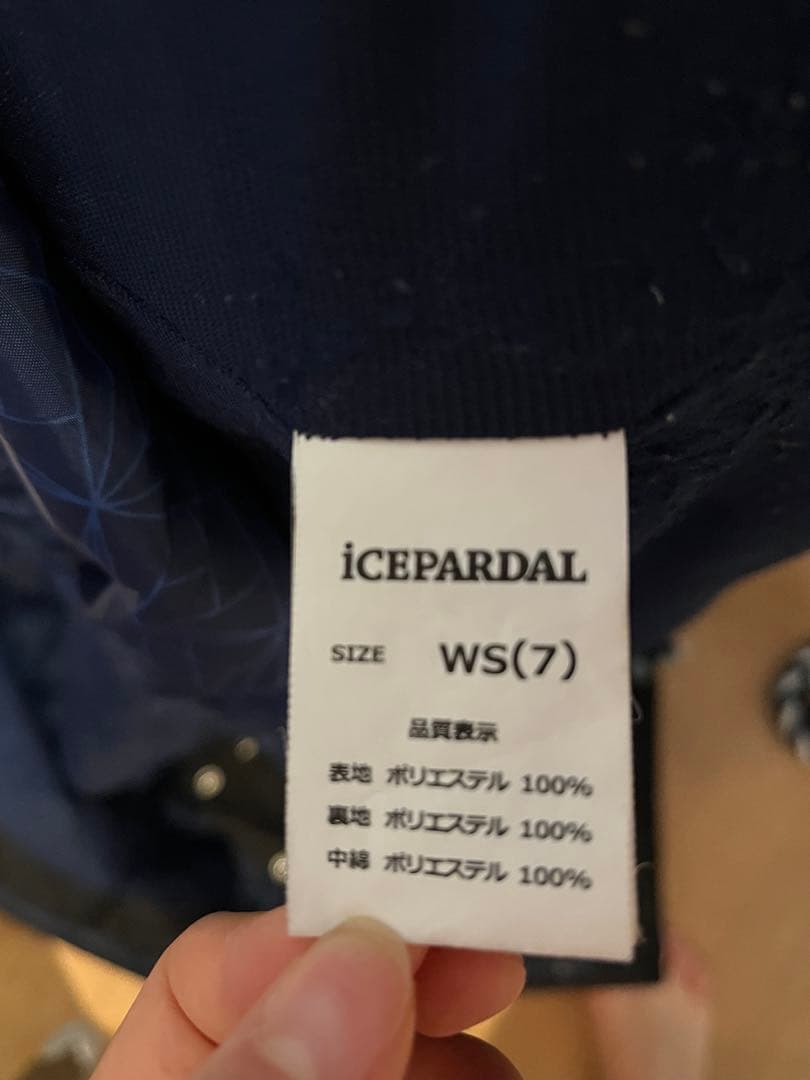 iCEPARDAL
SIZE WS(7)
品質表示
表地 ポリエステル 100%
裏地 ポリエステル 100%
中綿 ポリエステル 100%